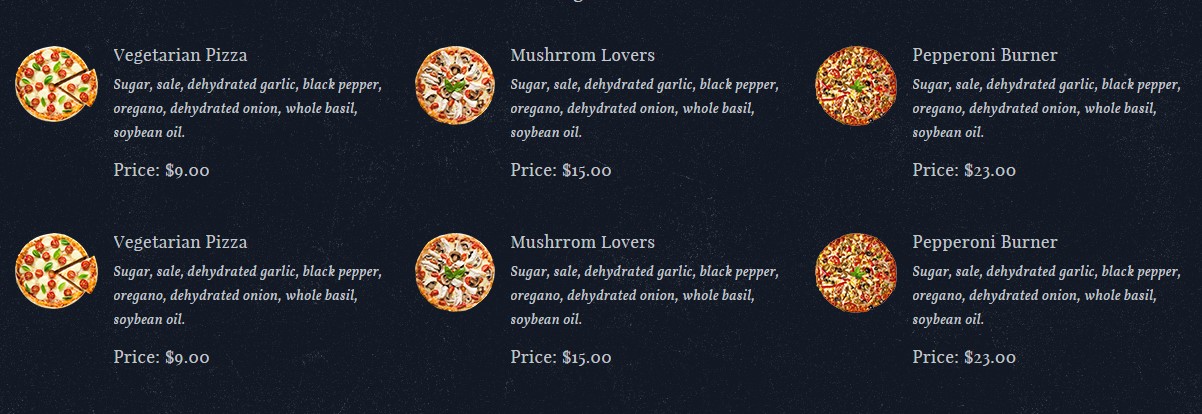 Vegetarian Pizza
Sugar, sale, dehydrated garlic, black pepper,
oregano, dehydrated onion, whole basil,
soybean oil.
Price: $9.00
Mushrrom Lovers
Sugar, sale, dehydrated garlic, black pepper,
oregano, dehydrated onion, whole basil,
soybean oil.
Price: $15.00
Pepperoni Burner
Sugar, sale, dehydrated garlic, black pepper,
oregano, dehydrated onion, whole basil,
soybean oil.
Price: $23.00
Vegetarian Pizza
Sugar, sale, dehydrated garlic, black pepper,
oregano, dehydrated onion, whole basil,
soybean oil.
Price: $9.00
Mushrrom Lovers
Sugar, sale, dehydrated garlic, black pepper,
oregano, dehydrated onion, whole basil,
soybean oil.
Price: $15.00
Pepperoni Burner
Sugar, sale, dehydrated garlic, black pepper,
oregano, dehydrated onion, whole basil,
soybean oil.
Price: $23.00